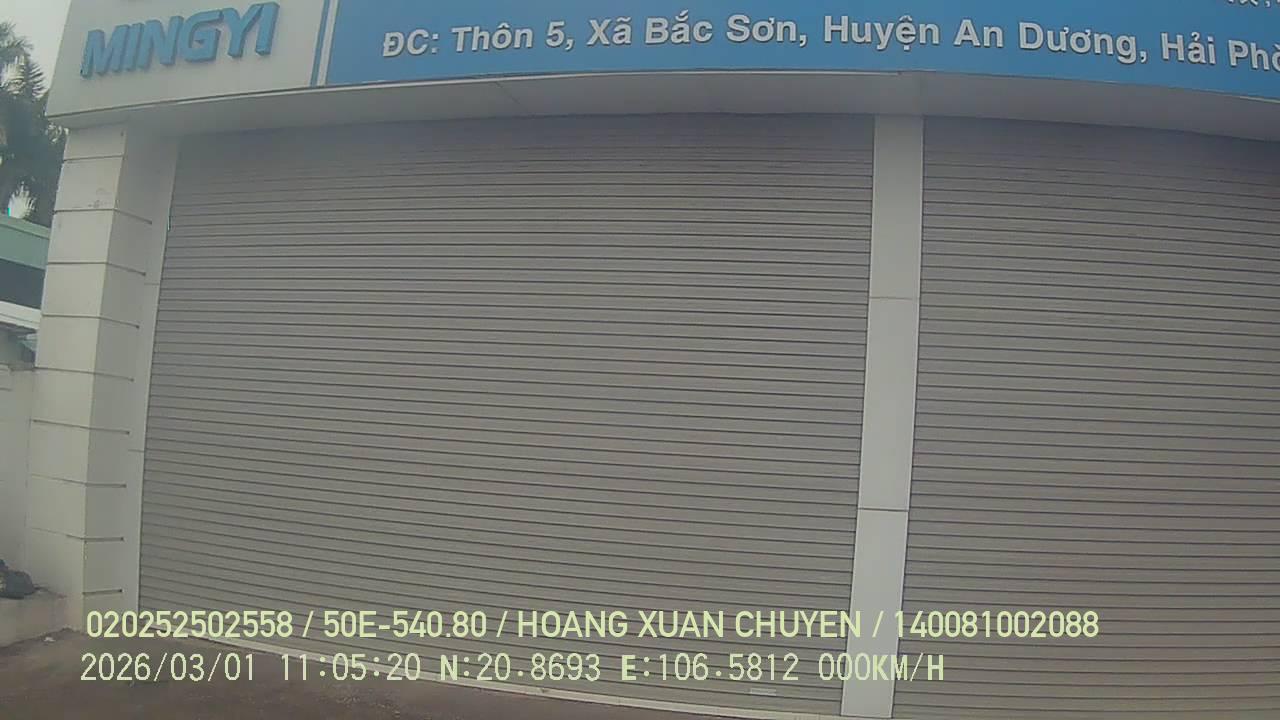 MINGYI
ĐC: Thôn 5, Xã Bắc Sơn, Huyện An Dương, Hải
020252502558 / 50E-540.80 / HOANG XUAN CHUYEN / 140081002088
2026/03/01 11:05:20 N:20.8693 E:106.5812 000KM/H